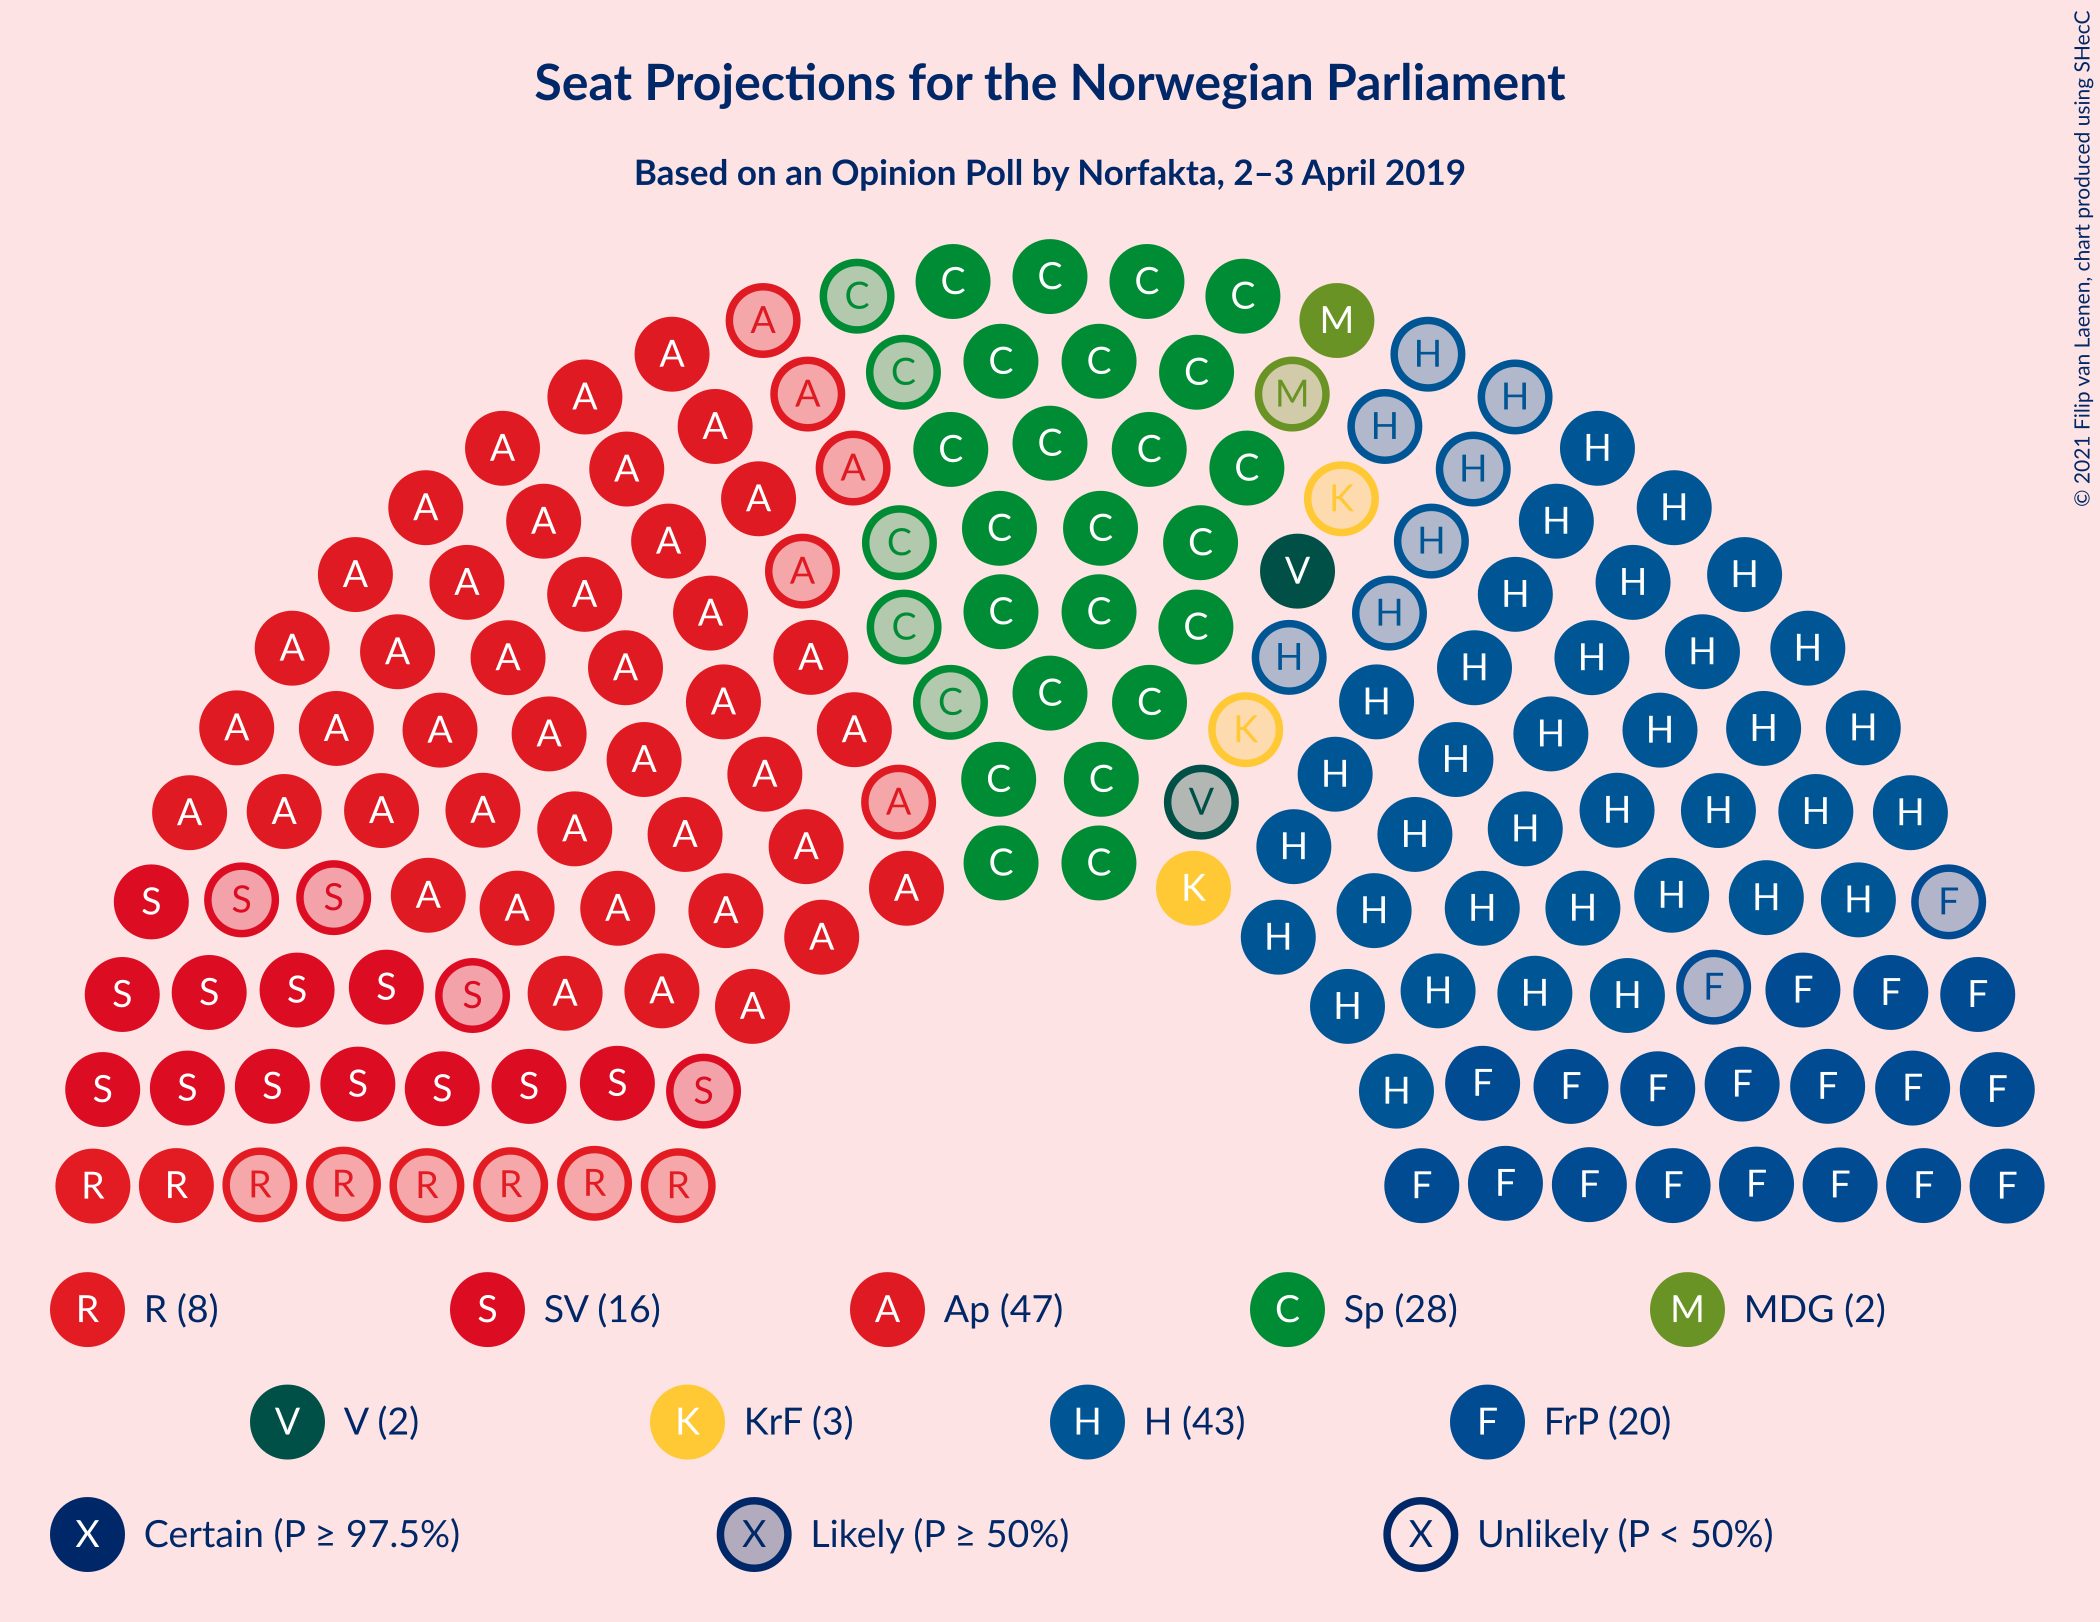 Seat Projections for the Norwegian Parliament
Based on an Opinion Poll by Norfakta, 2–3 April 2019
© 2021 Filip van Laenen, chart produced using SHecC
C C C C C
A M
A H
A C C C C H
A A M H
A A C C C C H
A A K H
A A C C C C H
A A A V H H H
A A C C C C H H
A A A H H H
A A A C C C H H H
A A A K H H H
A A A A C C V H H H H
A A A A H H H H
A A A A C C H H H H
S S S A A K H H H H F
A A A A H H H H
S S S S S A A A H H H H F F F F
S S S S S S S S H F F F F F F F
R R R R R R R R F F F F F F F F
R R (8) S SV (16) A Ap (47) C Sp (28) M MDG (2)
V V (2) K KrF (3) H H (43) F FrP (20)
X Certain (P ≥ 97.5%) X Likely (P ≥ 50%) X Unlikely (P < 50%)